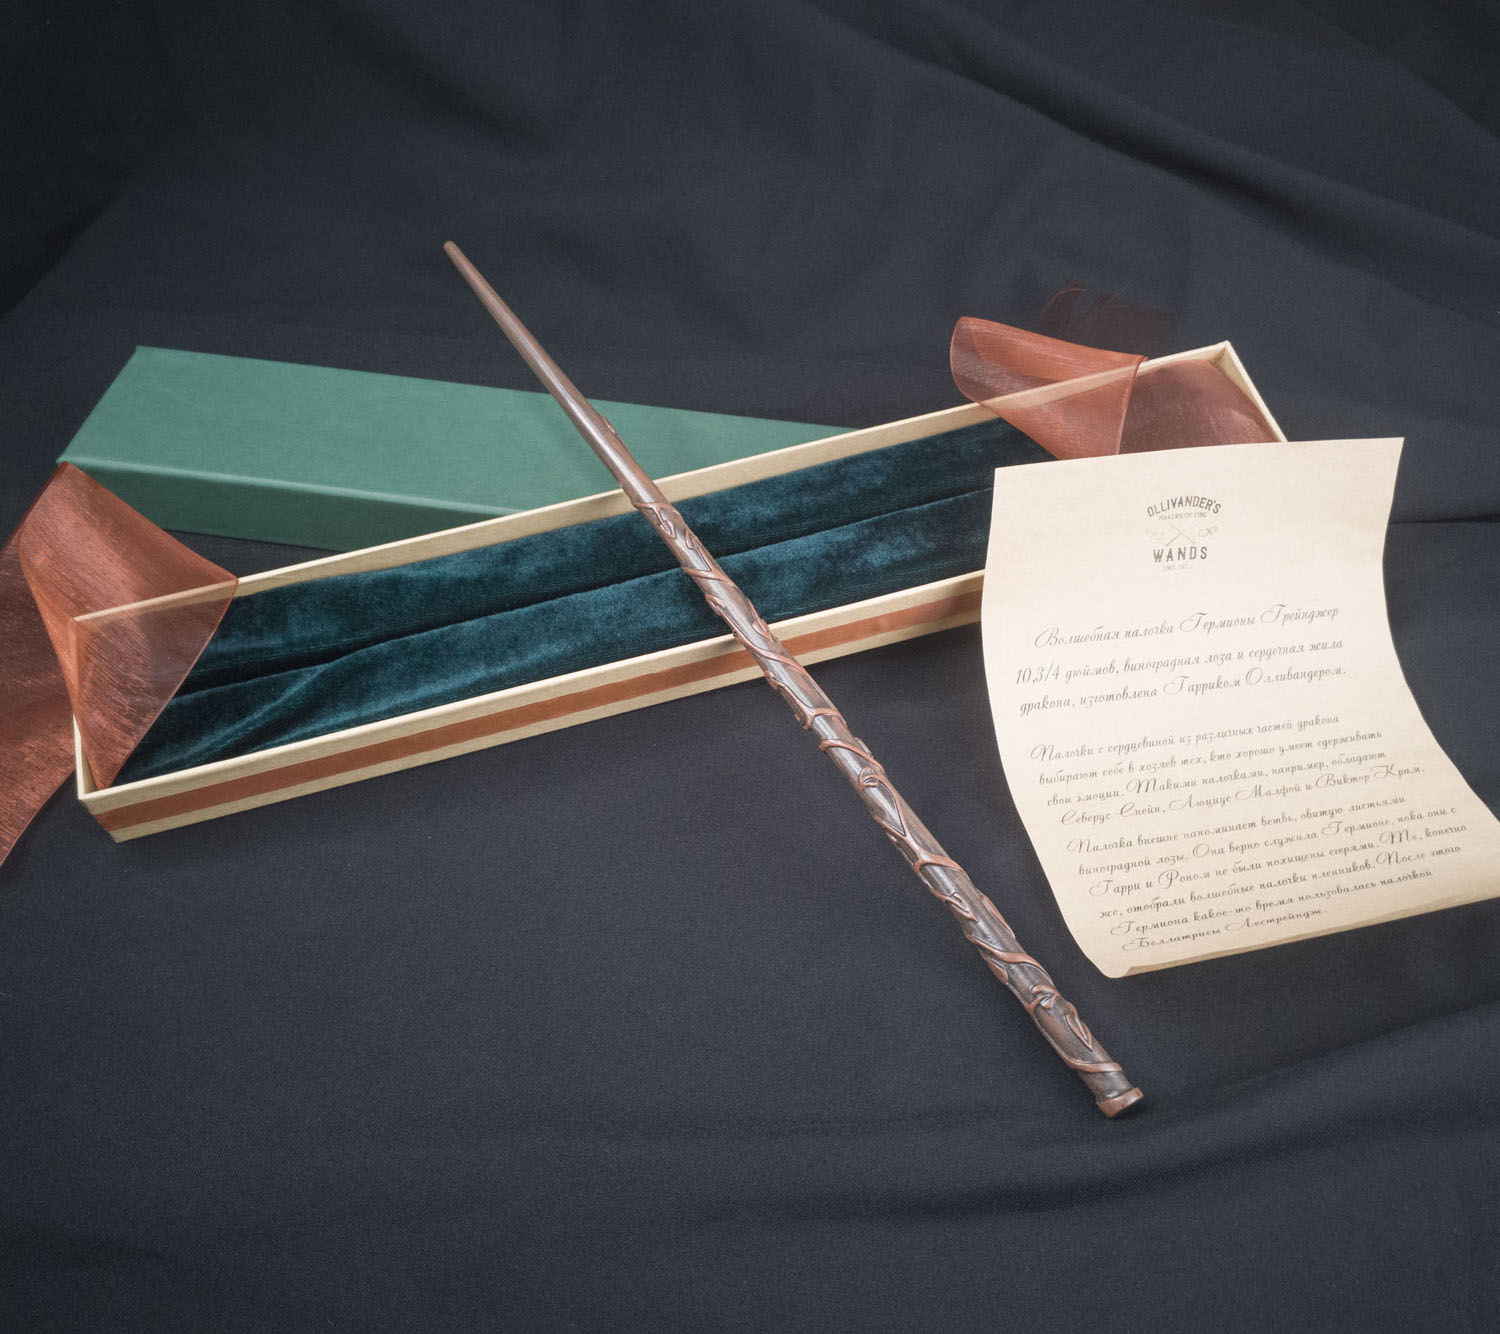 OLLIVANDER'S
MAKERS OF FINE
WANDS
Волшебная палочка Гермионы Грейнджер
10,3/4 дюймов, виноградная лоза и сердечная жила
дракона, изготовлена Гарриком Олливандером.
Палочки с сердцевиной из различных частей дракона
выбирают себе в хозяев тех, кто хорошо умеет сдерживать
свои эмоции. Такими палочками, например, обладают
Северус Снейп, Люциус Малфой и Виктор Крам.
Палочка внешне напоминает ветвь, обвитую листьями
виноградной лозы. Она верно служила Гермионе, пока они с
Гарри и Роном не были похищены егерями. Те, конечно
же, отобрали волшебные палочки пленников. После этого
Гермиона какое-то время пользовалась палочкой
Беллатрисы Лестрейндж.